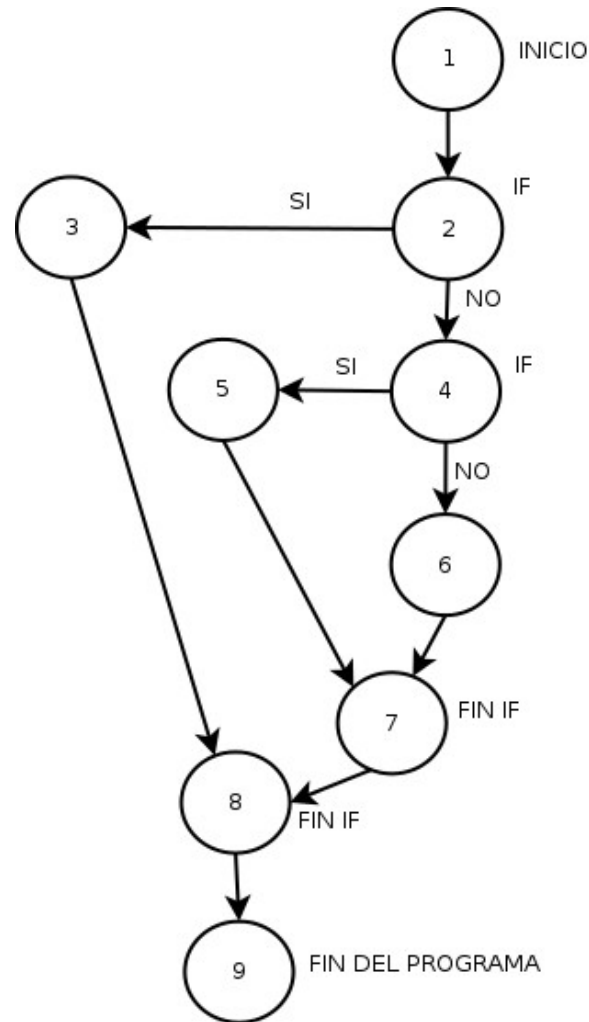 1 INICIO
IF
SI
3
2
NO
IF
SI
5
4
NO
6
7 FIN IF
8 FIN IF
9 FIN DEL PROGRAMA